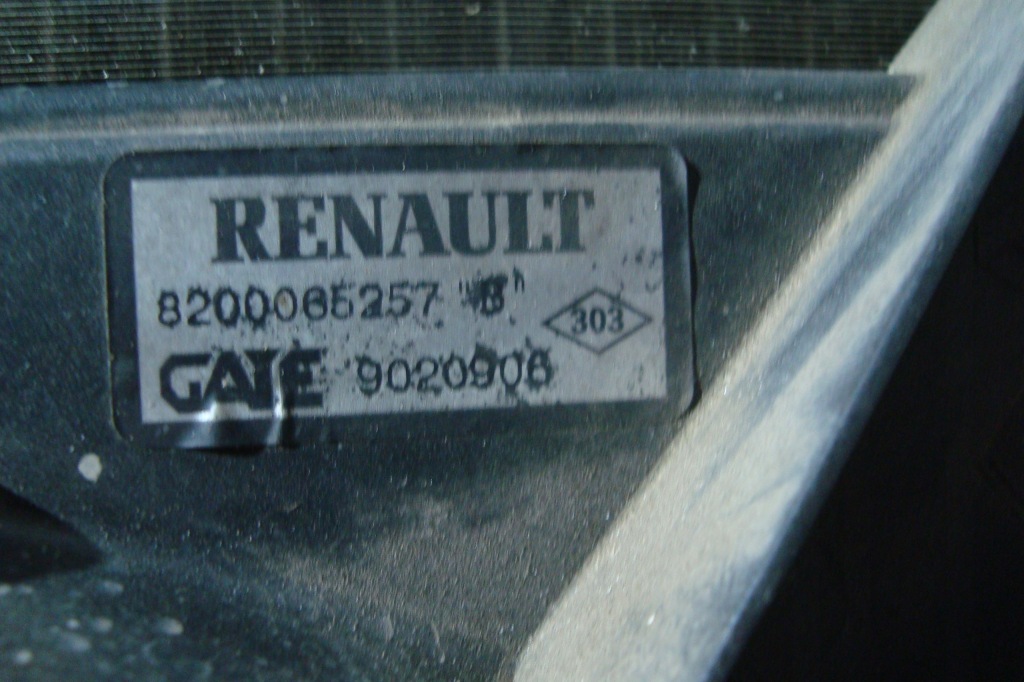 RENAULT
8200065257 "B"
303
GATE 9020906